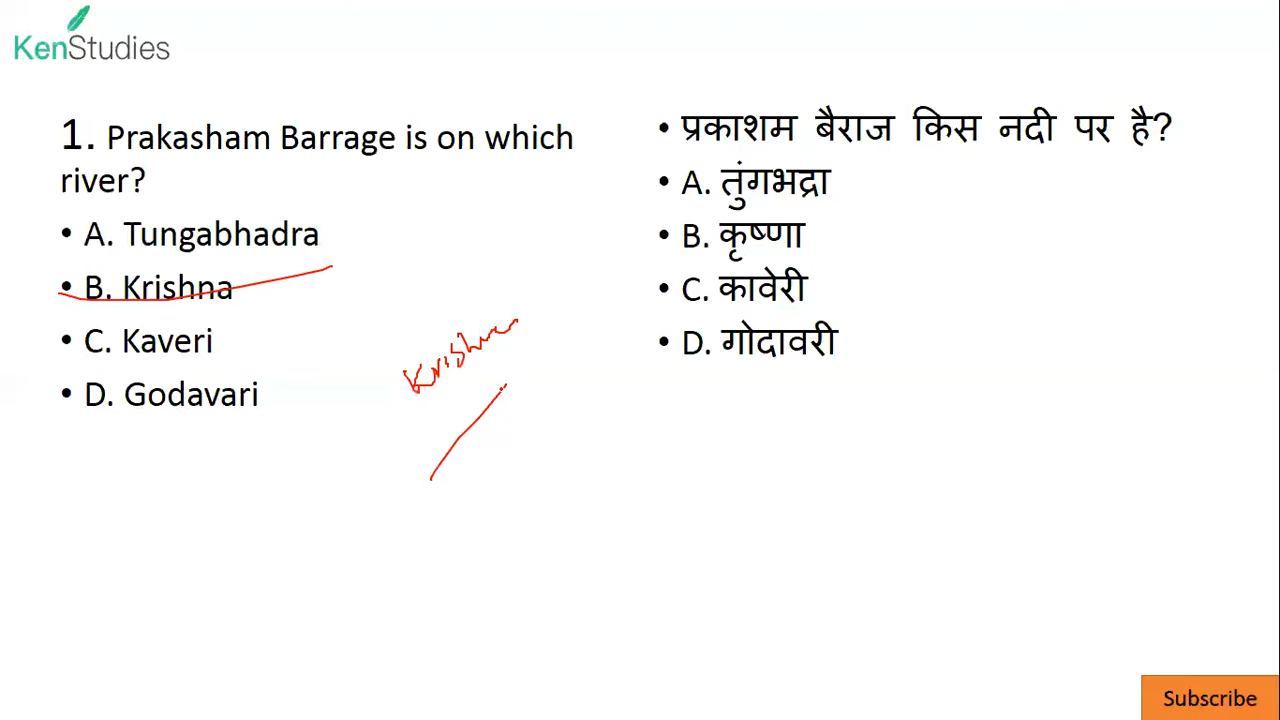 KenStudies
1. Prakasham Barrage is on which
river?
• A. Tungabhadra
• B. Krishna
• C. Kaveri
• D. Godavari
Krishna
• प्रकाशम बैराज किस नदी पर है?
• A. तुंगभद्रा
• B. कृष्णा
• C. कावेरी
• D. गोदावरी
Subscribe